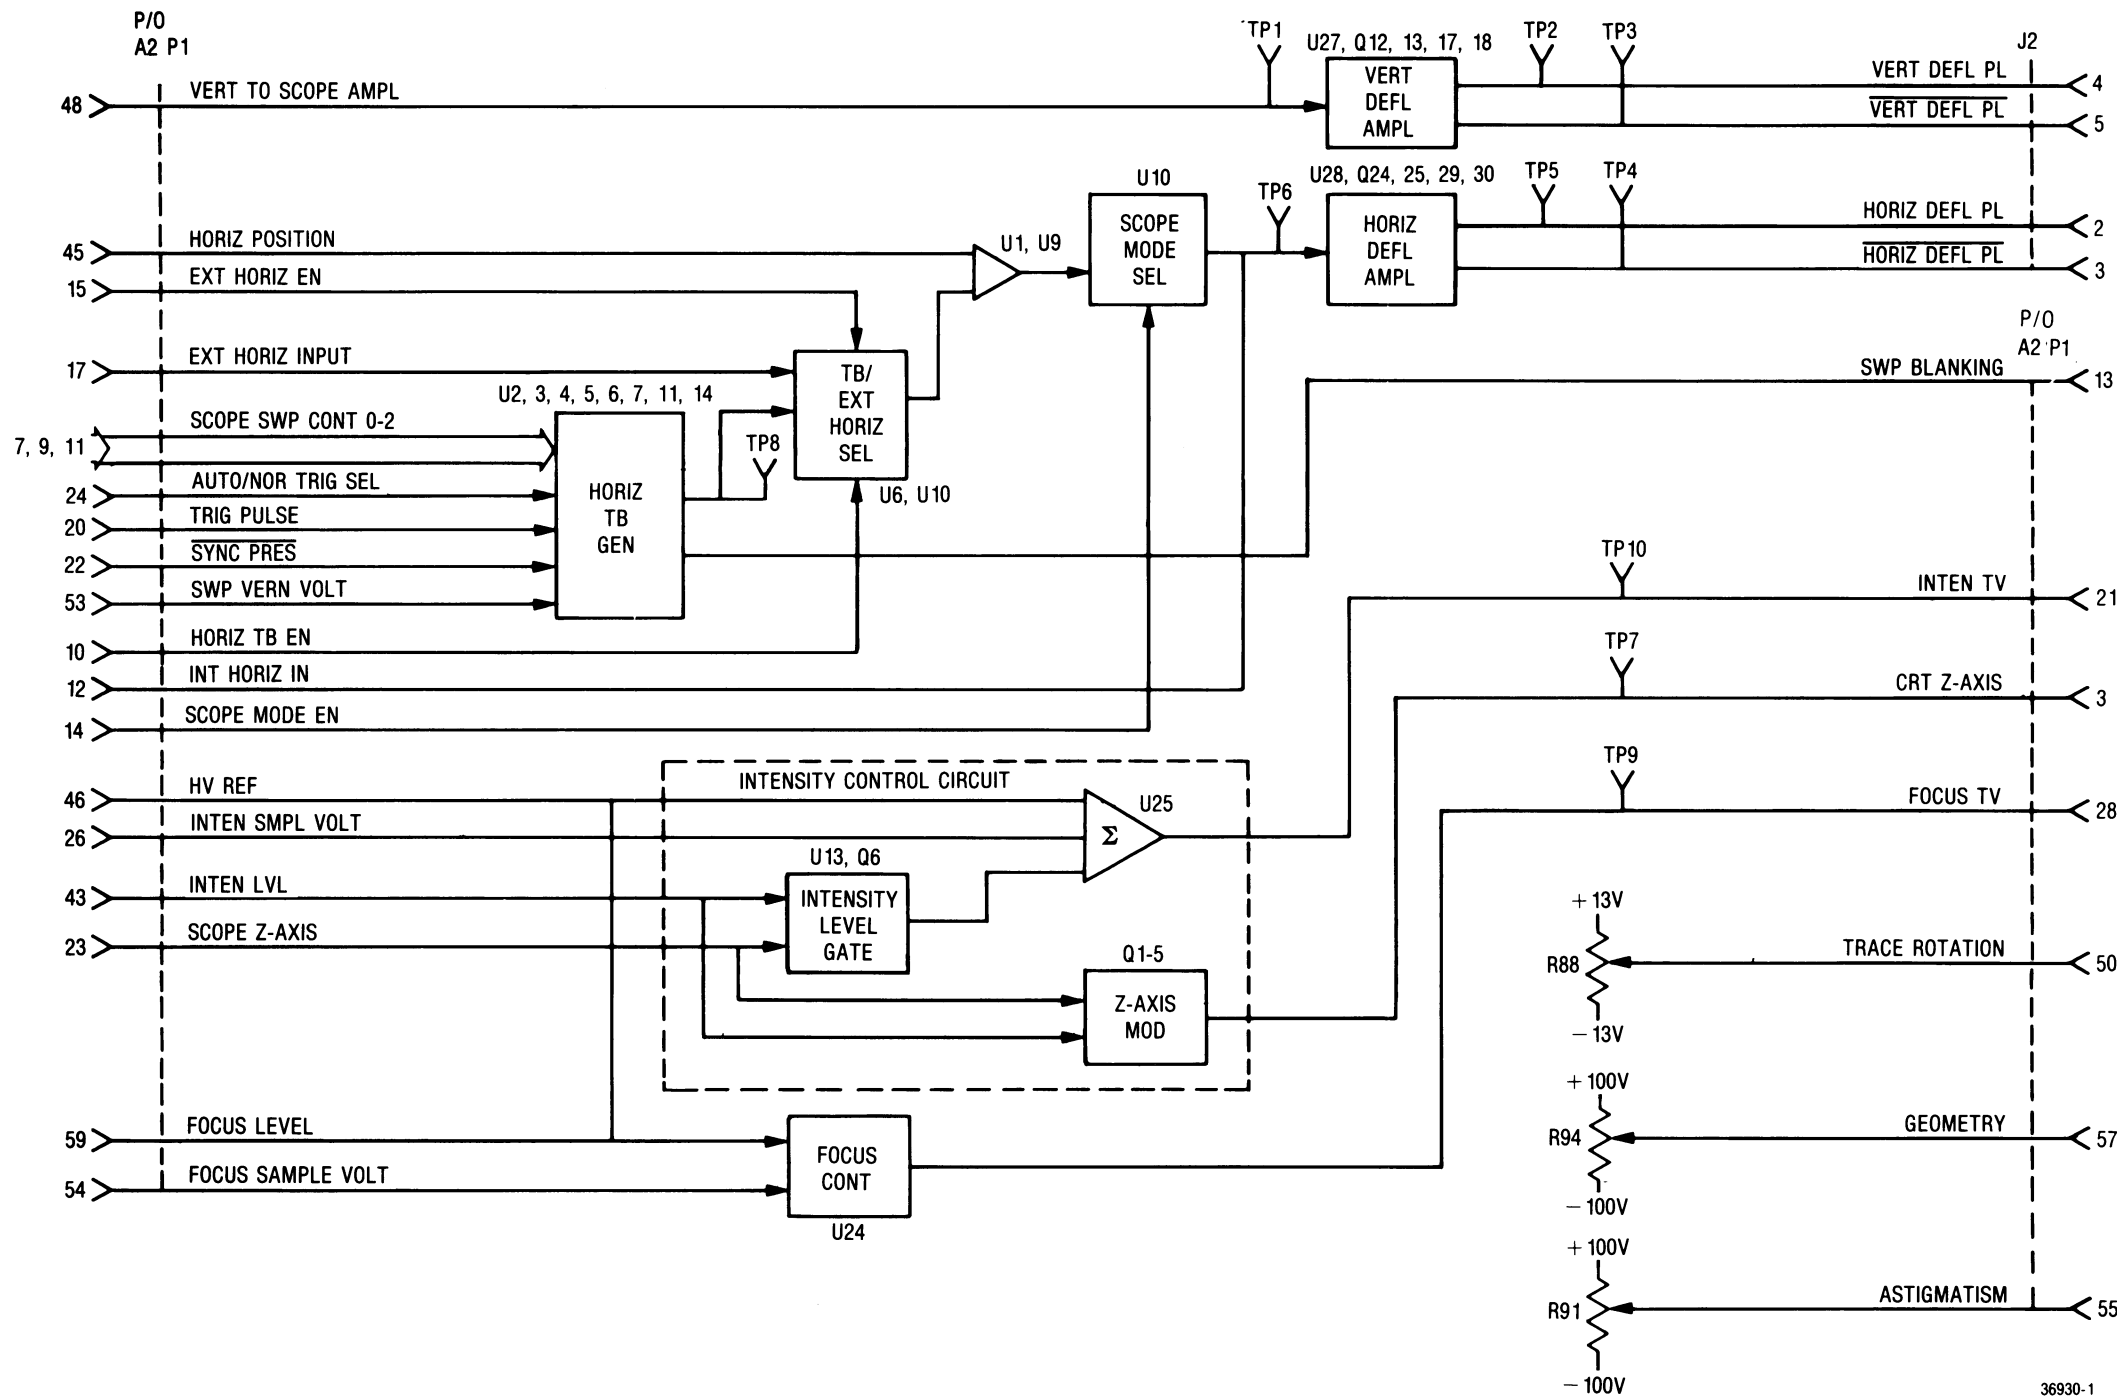 P/O
A2 P1
48 VERT TO SCOPE AMPL
TP1
U27, Q12, 13, 17, 18
VERT
DEFL
AMPL
TP2
TP3
J2
VERT DEFL PL
4
VERT DEFL PL
5
45 HORIZ POSITION
15 EXT HORIZ EN
U1, U9
U10
SCOPE
MODE
SEL
TP6
U28, Q24, 25, 29, 30
HORIZ
DEFL
AMPL
TP5
TP4
HORIZ DEFL PL
2
HORIZ DEFL PL
3
17 EXT HORIZ INPUT
TB/
EXT
HORIZ
SEL
U6, U10
P/O
A2 P1
SWP BLANKING
13
U2, 3, 4, 5, 6, 7, 11, 14
7, 9, 11 SCOPE SWP CONT 0-2
24 AUTO/NOR TRIG SEL
20 TRIG PULSE
22 SYNC PRES
53 SWP VERN VOLT
HORIZ
TB
GEN
TP8
10 HORIZ TB EN
12 INT HORIZ IN
14 SCOPE MODE EN
TP10
INTEN TV
21
TP7
CRT Z-AXIS
3
TP9
FOCUS TV
28
INTENSITY CONTROL CIRCUIT
46 HV REF
26 INTEN SMPL VOLT
U25
Σ
43 INTEN LVL
23 SCOPE Z-AXIS
U13, Q6
INTENSITY
LEVEL
GATE
Q1-5
Z-AXIS
MOD
+13V
R88
-13V
TRACE ROTATION
50
59 FOCUS LEVEL
54 FOCUS SAMPLE VOLT
FOCUS
CONT
U24
+100V
R94
-100V
GEOMETRY
57
+100V
R91
-100V
ASTIGMATISM
55
36930-1